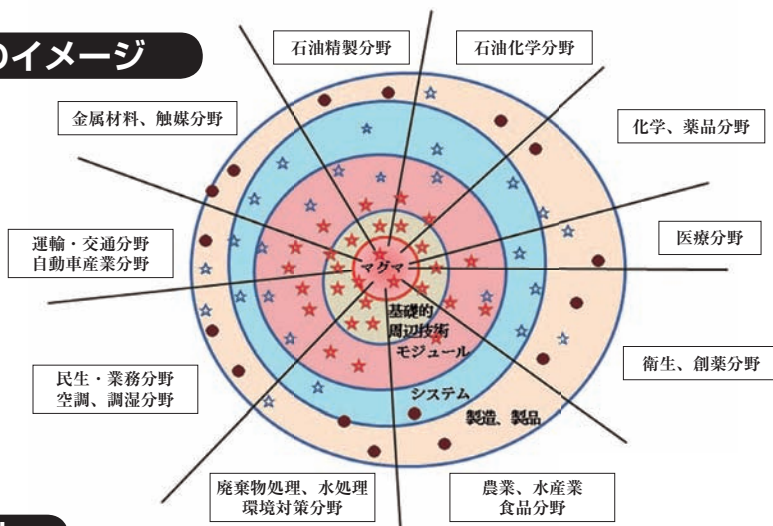 のイメージ
石油精製分野
石油化学分野
金属材料、触媒分野
化学、薬品分野
運輸・交通分野
自動車産業分野
医療分野
マグマ
基礎的
周辺技術
モジュール
システム
製造、製品
民生・業務分野
空調、調湿分野
衛生、創薬分野
廃棄物処理、水処理
環境対策分野
農業、水産業
食品分野